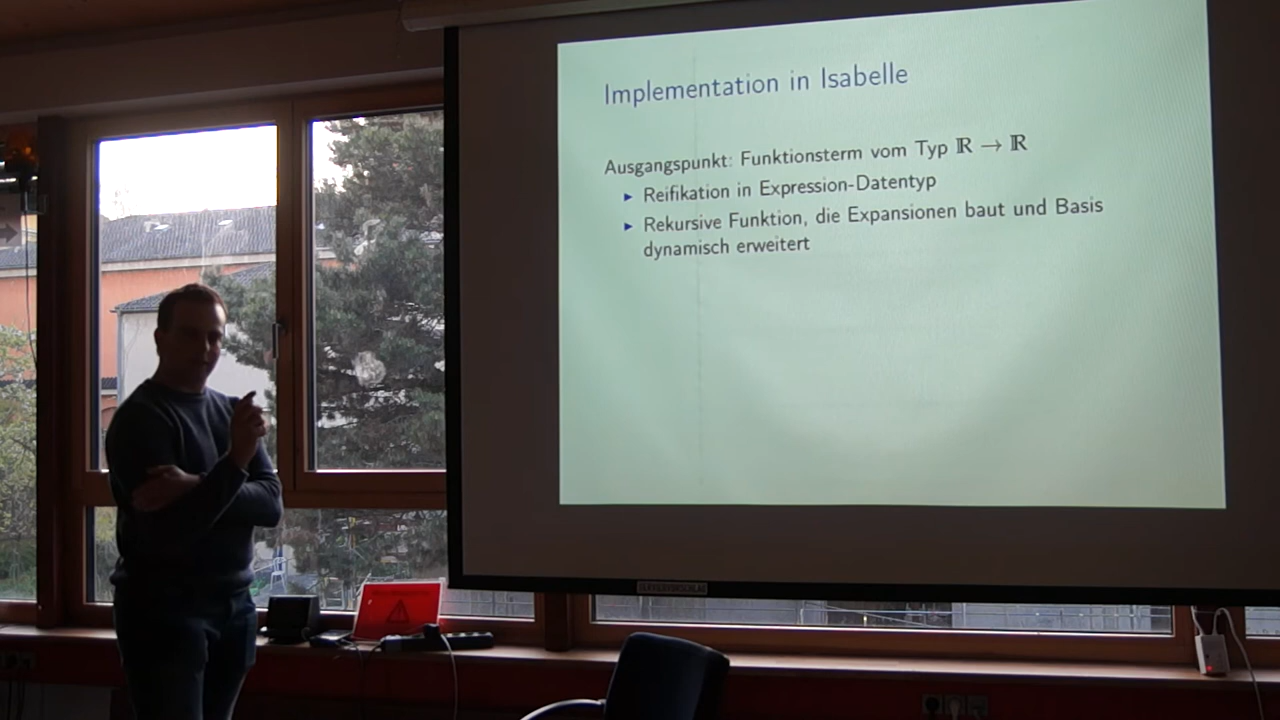 Implementation in Isabelle
Ausgangspunkt: Funktionsterm vom Typ ℝ → ℝ
▸ Reifikation in Expression-Datentyp
▸ Rekursive Funktion, die Expansionen baut und Basis
dynamisch erweitert